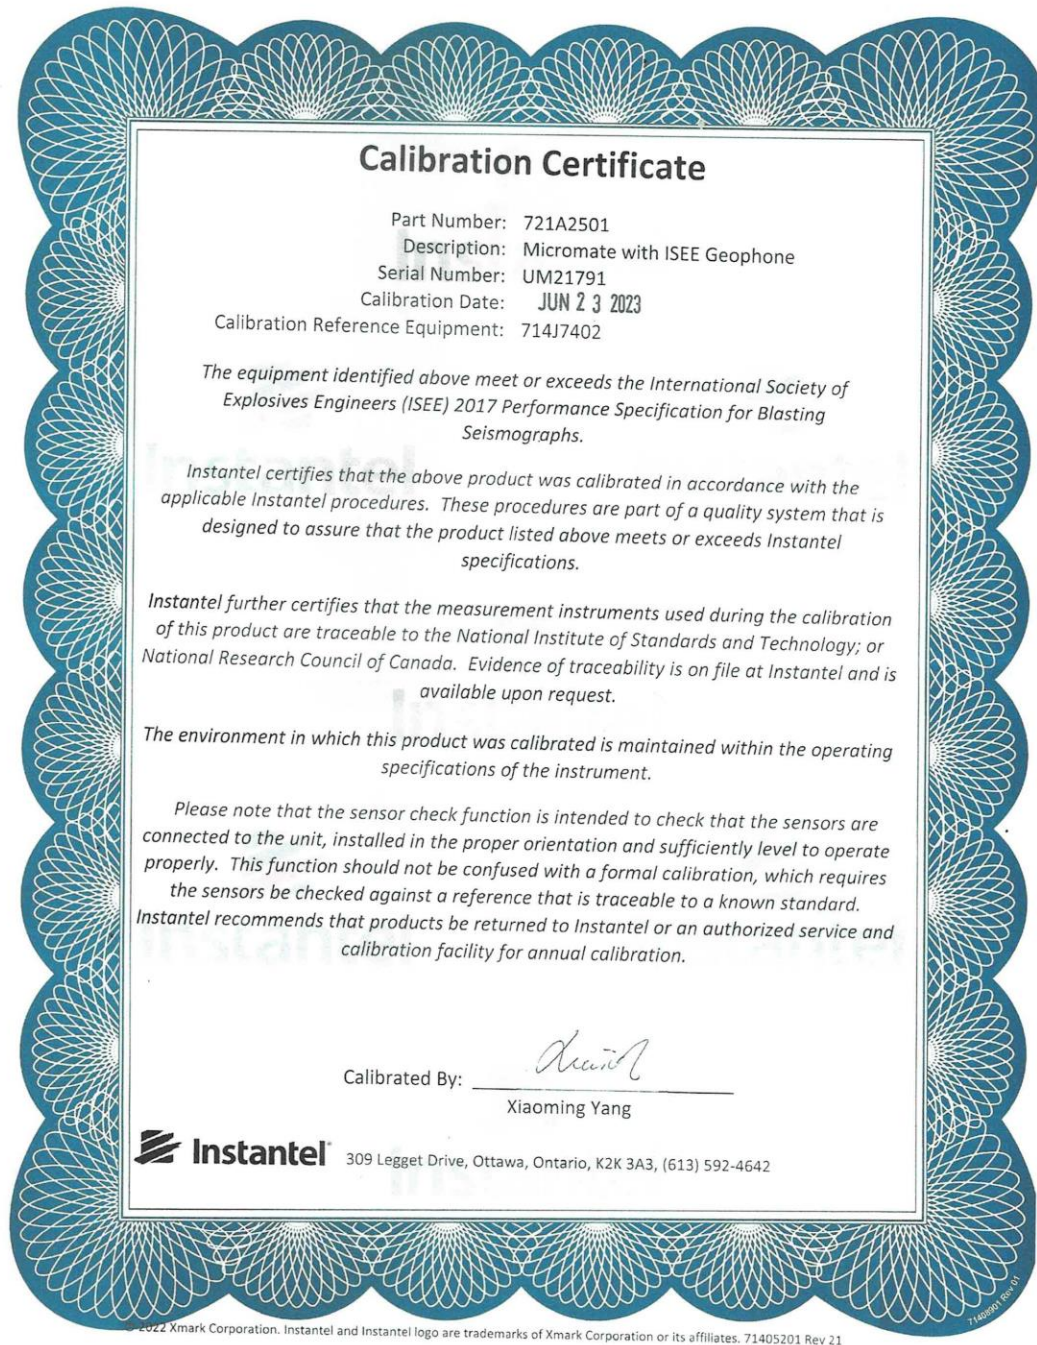 Calibration Certificate
Part Number: 721A2501
Description: Micromate with ISEE Geophone
Serial Number: UM21791
Calibration Date: JUN 23 2023
Calibration Reference Equipment: 714J7402
The equipment identified above meet or exceeds the International Society of
Explosives Engineers (ISEE) 2017 Performance Specification for Blasting
Seismographs.
Instantel certifies that the above product was calibrated in accordance with the
applicable Instantel procedures. These procedures are part of a quality system that is
designed to assure that the product listed above meets or exceeds Instantel
specifications.
Instantel further certifies that the measurement instruments used during the calibration
of this product are traceable to the National Institute of Standards and Technology; or
National Research Council of Canada. Evidence of traceability is on file at Instantel and is
available upon request.
The environment in which this product was calibrated is maintained within the operating
specifications of the instrument.
Please note that the sensor check function is intended to check that the sensors are
connected to the unit, installed in the proper orientation and sufficiently level to operate
properly. This function should not be confused with a formal calibration, which requires
the sensors be checked against a reference that is traceable to a known standard.
Instantel recommends that products be returned to Instantel or an authorized service and
calibration facility for annual calibration.
Calibrated By:
Xiaoming Yang
Instantel 309 Legget Drive, Ottawa, Ontario, K2K 3A3, (613) 592-4642
71408901 Rev 01
© 2022 Xmark Corporation. Instantel and Instantel logo are trademarks of Xmark Corporation or its affiliates. 71405201 Rev 21